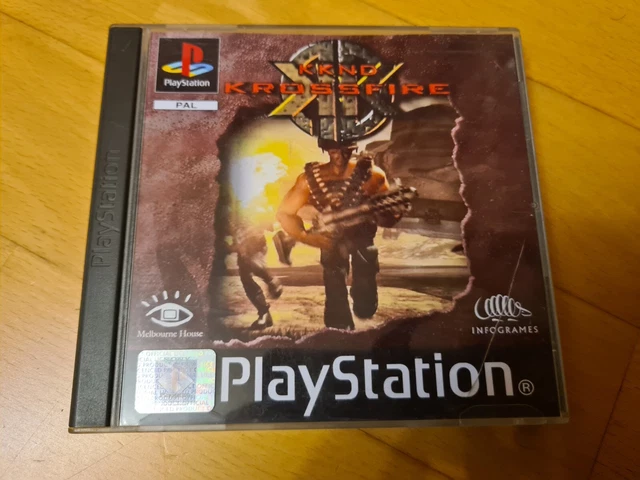 PlayStation
PAL
KKND
KROSSFIRE
PlayStation
Melbourne House
INFOGRAMES
PlayStation®